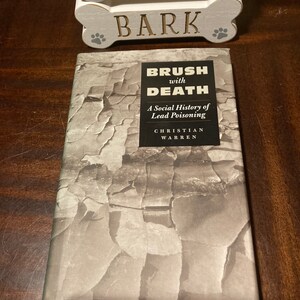 BARK
BRUSH
with
DEATH
A Social History of
Lead Poisoning
CHRISTIAN
WARREN